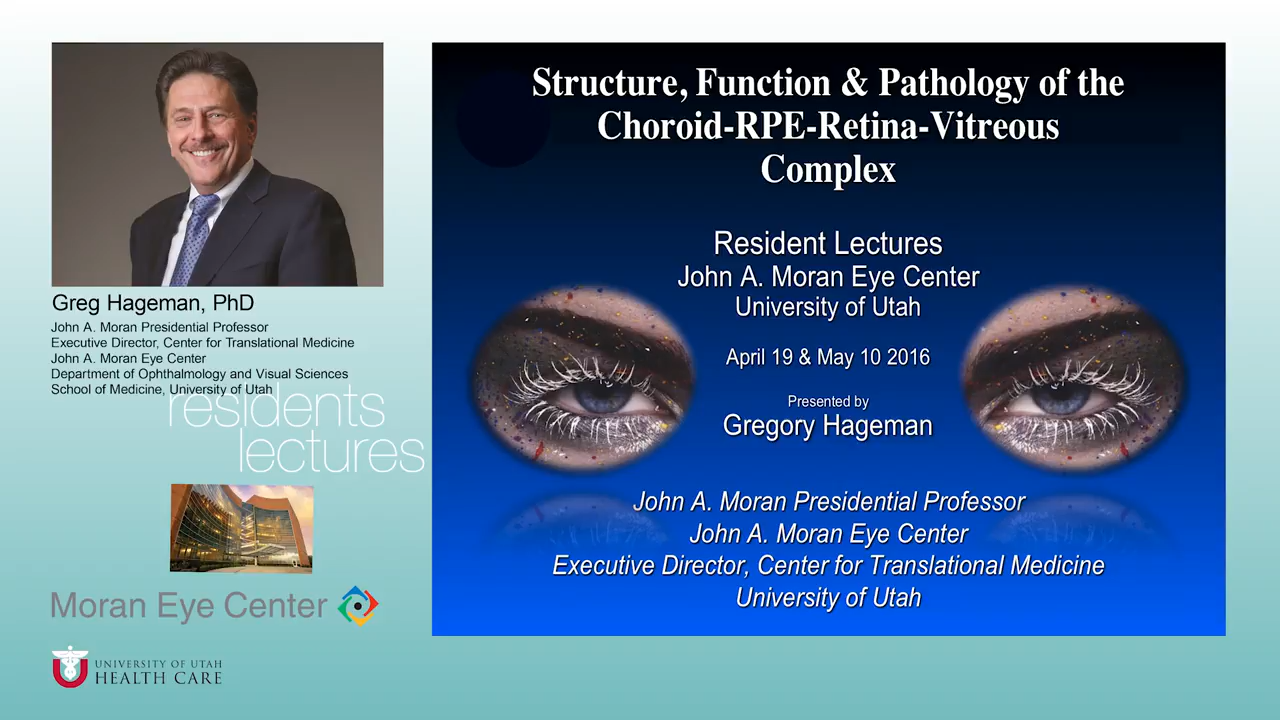 Greg Hageman, PhD
John A. Moran Presidential Professor
Executive Director, Center for Translational Medicine
John A. Moran Eye Center
Department of Ophthalmology and Visual Sciences
School of Medicine, University of Utah
residents
lectures
Moran Eye Center
UNIVERSITY OF UTAH
HEALTH CARE
Structure, Function & Pathology of the
Choroid-RPE-Retina-Vitreous
Complex
Resident Lectures
John A. Moran Eye Center
University of Utah
April 19 & May 10 2016
Presented by
Gregory Hageman
John A. Moran Presidential Professor
John A. Moran Eye Center
Executive Director, Center for Translational Medicine
University of Utah